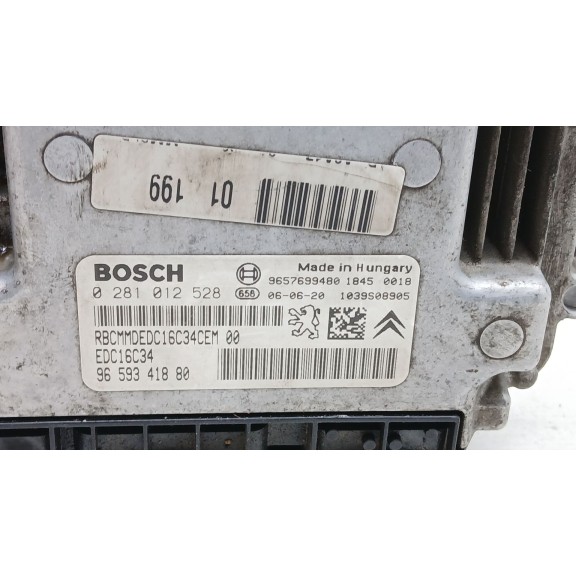 01 199
BOSCH
Made in Hungary
9657699480 1845 0018
0 281 012 528 656 06-06-20 1039S08905
RBCMMDEDC16C34CEM 00
EDC16C34
96 593 418 80